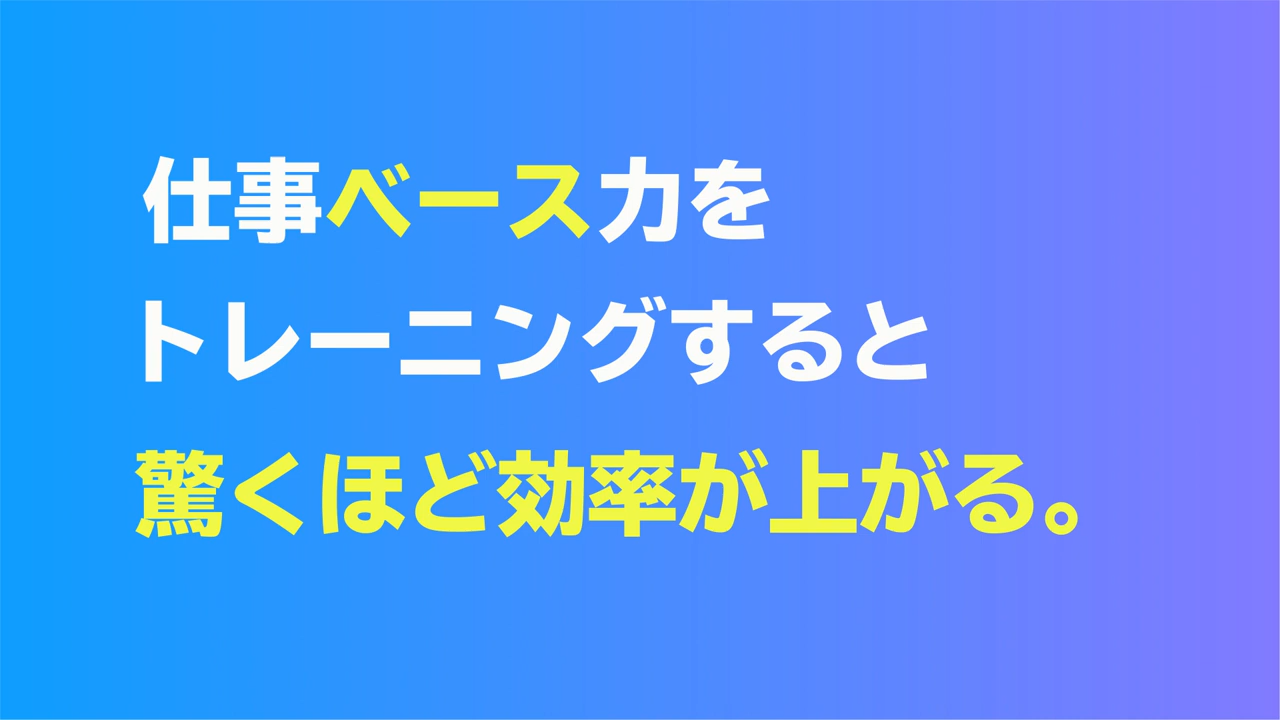 仕事ベース力を
トレーニングすると
驚くほど効率が上がる。